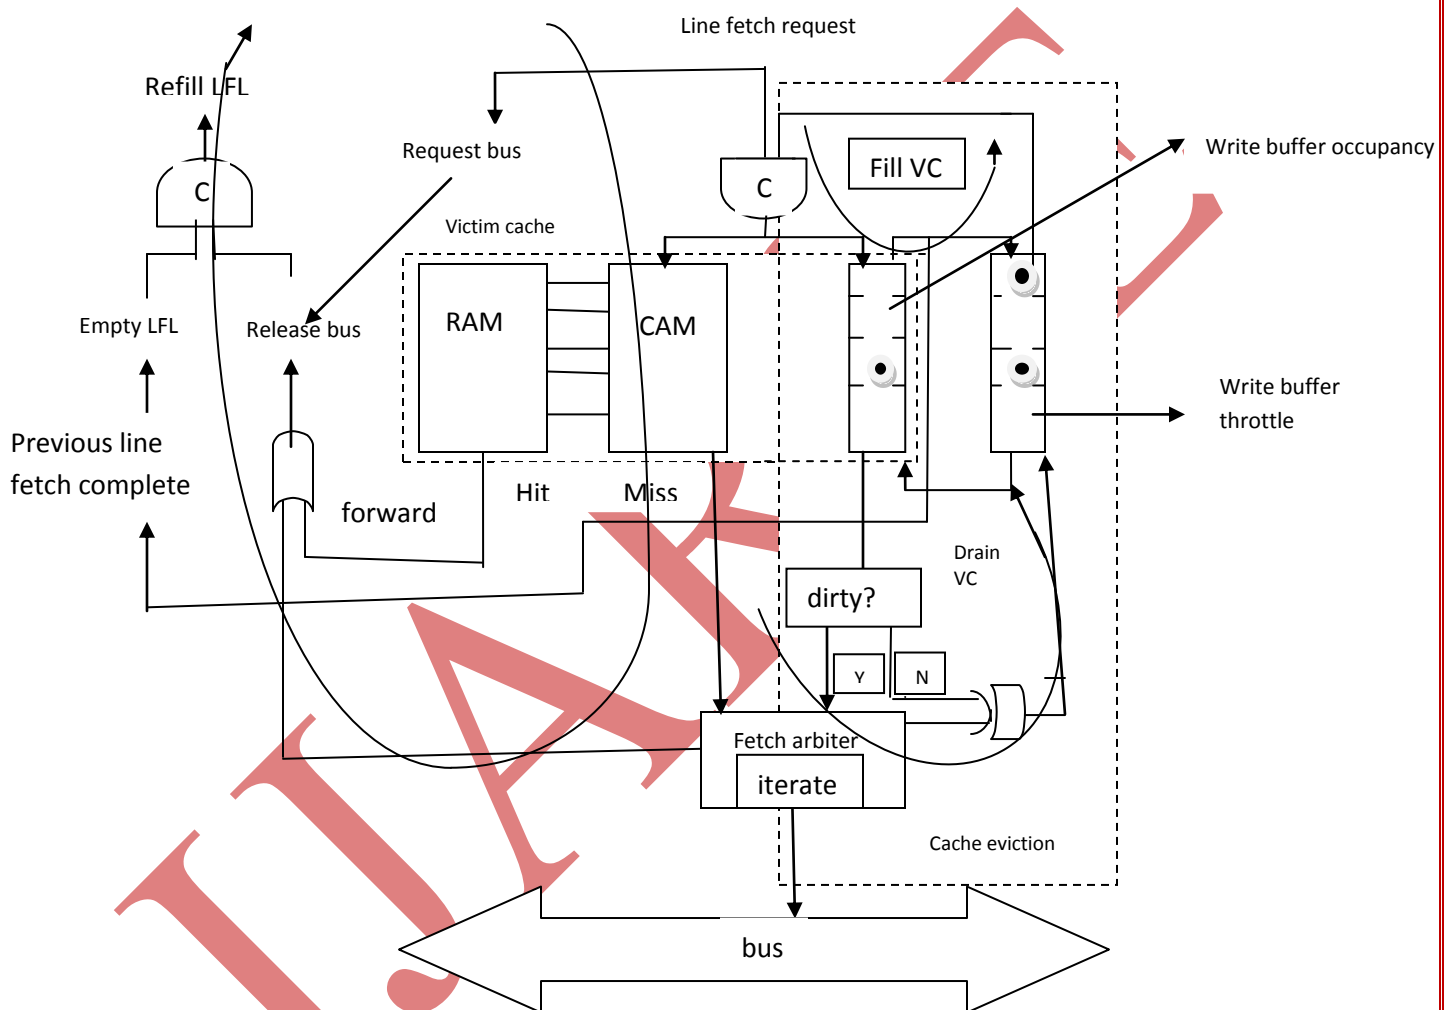 Line fetch request
Refill LFL
Request bus
Fill VC
Write buffer occupancy
C
C
Victim cache
RAM
CAM
Empty LFL
Release bus
Write buffer
throttle
Previous line
fetch complete
Hit
Miss
forward
Drain
VC
dirty?
Y
N
Fetch arbiter
iterate
Cache eviction
bus